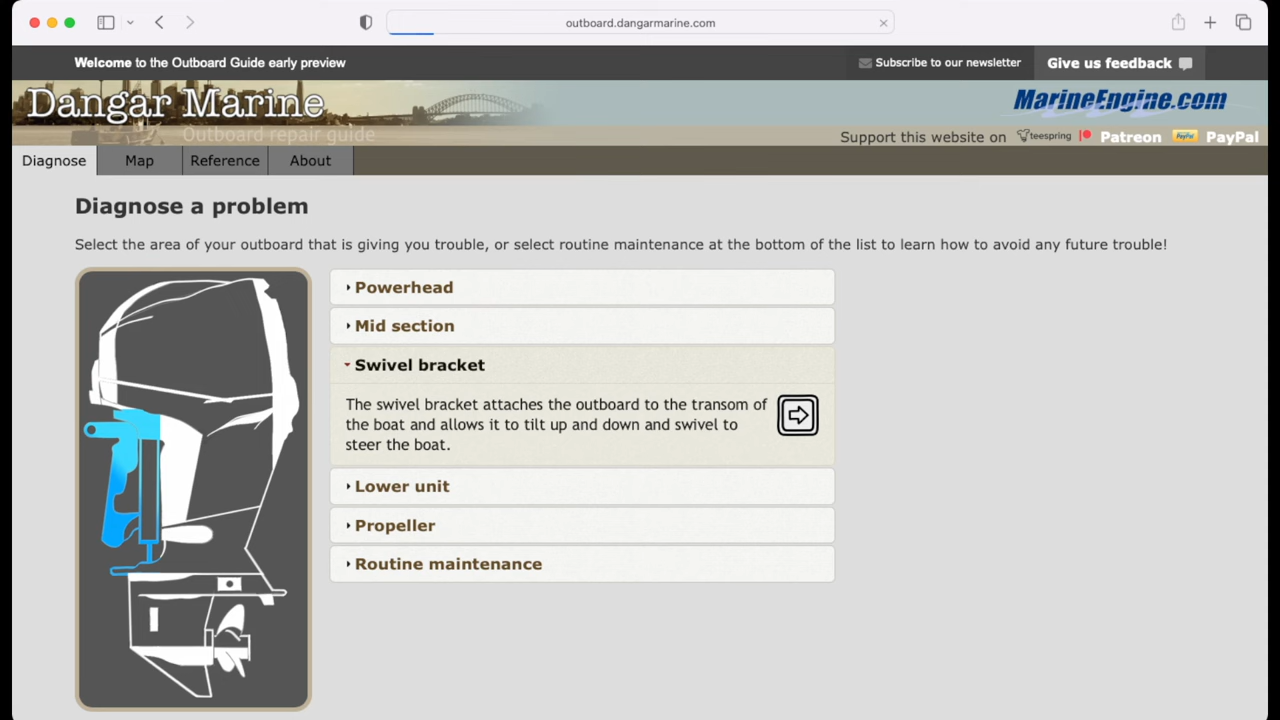 outboard.dangarmarine.com
Welcome to the Outboard Guide early preview
Subscribe to our newsletter
Give us feedback
Dangar Marine
Outboard repair guide
MarineEngine.com
Support this website on teespring Patreon PayPal PayPal
Diagnose Map Reference About
Diagnose a problem
Select the area of your outboard that is giving you trouble, or select routine maintenance at the bottom of the list to learn how to avoid any future trouble!
Powerhead
Mid section
Swivel bracket
The swivel bracket attaches the outboard to the transom of
the boat and allows it to tilt up and down and swivel to
steer the boat.
Lower unit
Propeller
Routine maintenance